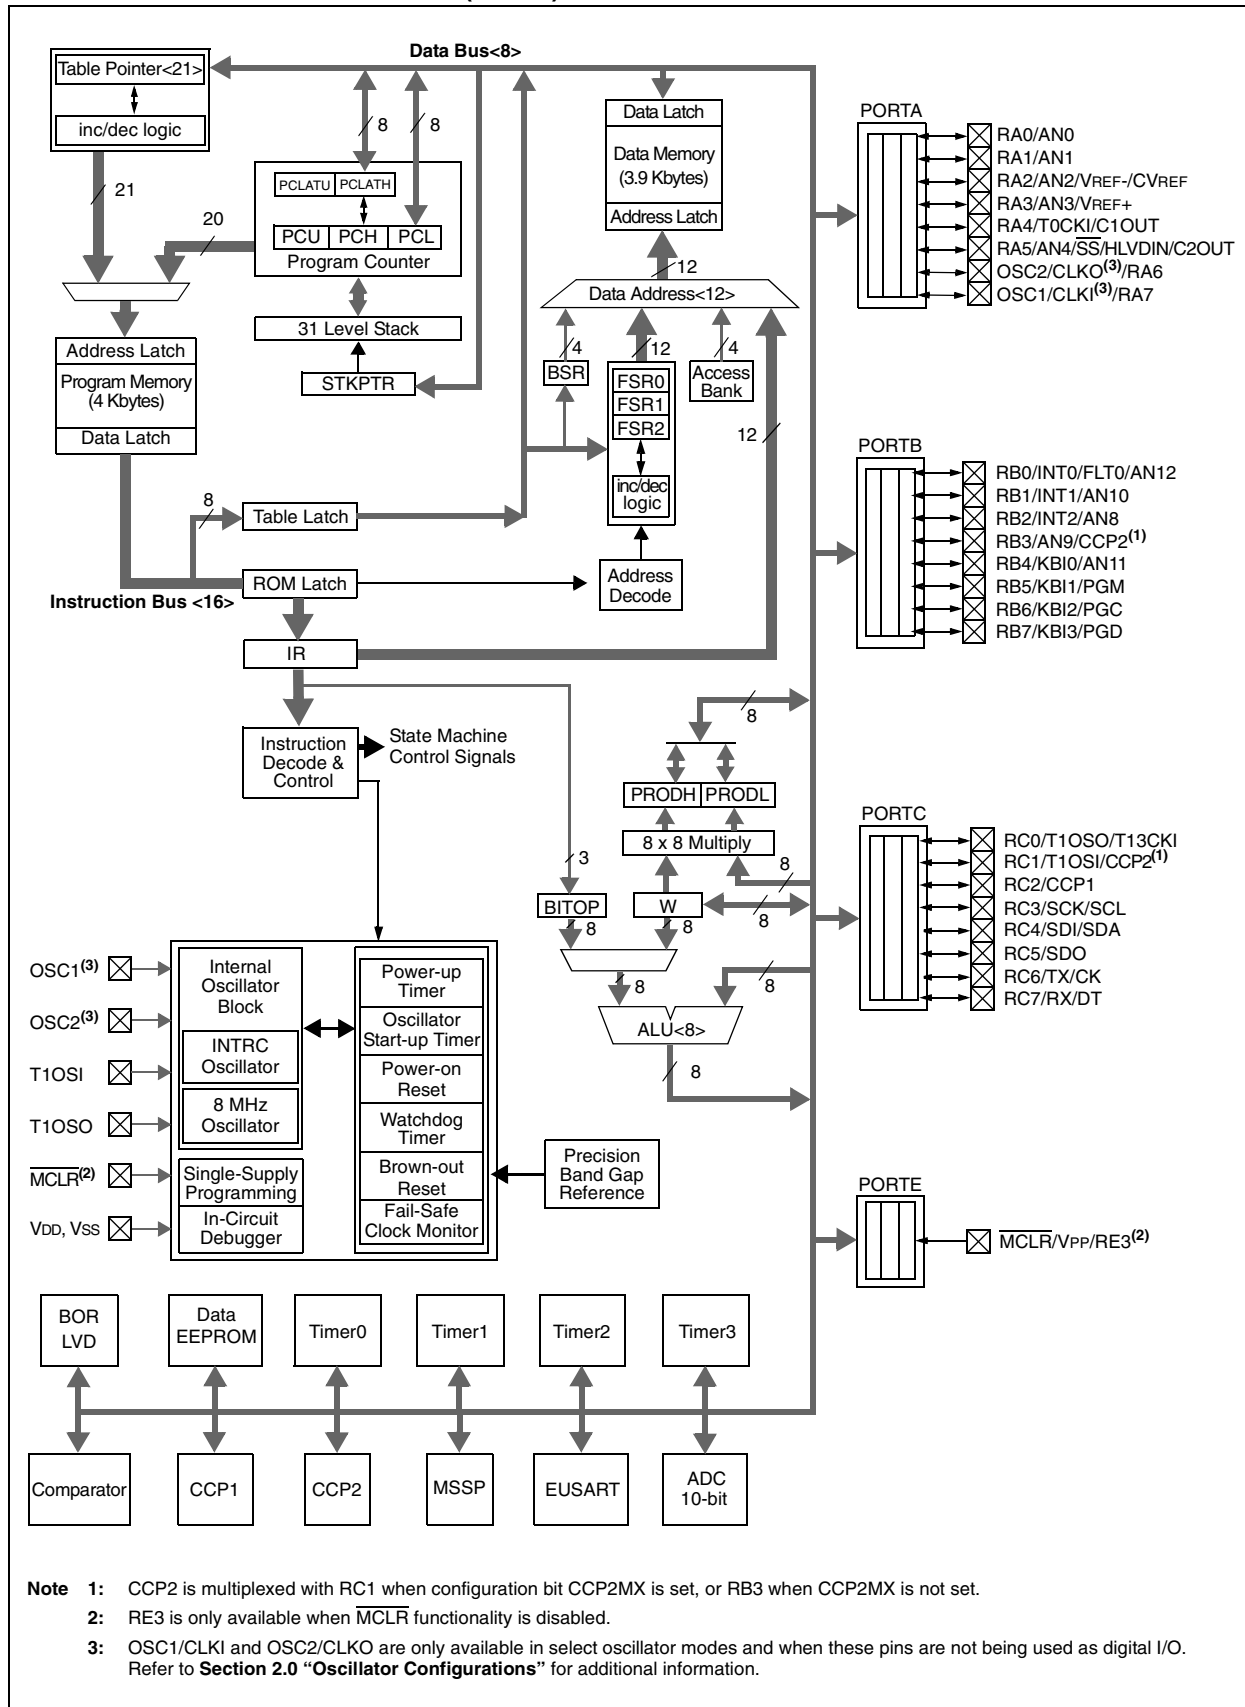 Data Bus<8>
Table Pointer<21>
inc/dec logic
21
20
8
8
PCLATU PCLATH
PCU PCH PCL
Program Counter
31 Level Stack
STKPTR
Address Latch
Program Memory
(4 Kbytes)
Data Latch
8
Table Latch
ROM Latch
Instruction Bus <16>
IR
Instruction
Decode &
Control
State Machine
Control Signals
Data Latch
Data Memory
(3.9 Kbytes)
Address Latch
12
Data Address<12>
4
12
4
BSR
FSR0
FSR1
FSR2
inc/dec
logic
Access
Bank
12
Address
Decode
8
PRODH PRODL
8 x 8 Multiply
3
8
BITOP
W
8
8
8
8
8
ALU<8>
8
OSC1(3)
OSC2(3)
T1OSI
T1OSO
MCLR(2)
VDD, VSS
Internal
Oscillator
Block
INTRC
Oscillator
8 MHz
Oscillator
Single-Supply
Programming
In-Circuit
Debugger
Power-up
Timer
Oscillator
Start-up Timer
Power-on
Reset
Watchdog
Timer
Brown-out
Reset
Fail-Safe
Clock Monitor
Precision
Band Gap
Reference
PORTA
RA0/AN0
RA1/AN1
RA2/AN2/VREF-/CVREF
RA3/AN3/VREF+
RA4/T0CKI/C1OUT
RA5/AN4/SS/HLVDIN/C2OUT
OSC2/CLKO(3)/RA6
OSC1/CLKI(3)/RA7
PORTB
RB0/INT0/FLT0/AN12
RB1/INT1/AN10
RB2/INT2/AN8
RB3/AN9/CCP2(1)
RB4/KBI0/AN11
RB5/KBI1/PGM
RB6/KBI2/PGC
RB7/KBI3/PGD
PORTC
RC0/T1OSO/T13CKI
RC1/T1OSI/CCP2(1)
RC2/CCP1
RC3/SCK/SCL
RC4/SDI/SDA
RC5/SDO
RC6/TX/CK
RC7/RX/DT
PORTE
MCLR/VPP/RE3(2)
BOR
LVD
Data
EEPROM
Timer0
Timer1
Timer2
Timer3
Comparator
CCP1
CCP2
MSSP
EUSART
ADC
10-bit
Note 1: CCP2 is multiplexed with RC1 when configuration bit CCP2MX is set, or RB3 when CCP2MX is not set.
2: RE3 is only available when MCLR functionality is disabled.
3: OSC1/CLKI and OSC2/CLKO are only available in select oscillator modes and when these pins are not being used as digital I/O.
Refer to Section 2.0 “Oscillator Configurations” for additional information.